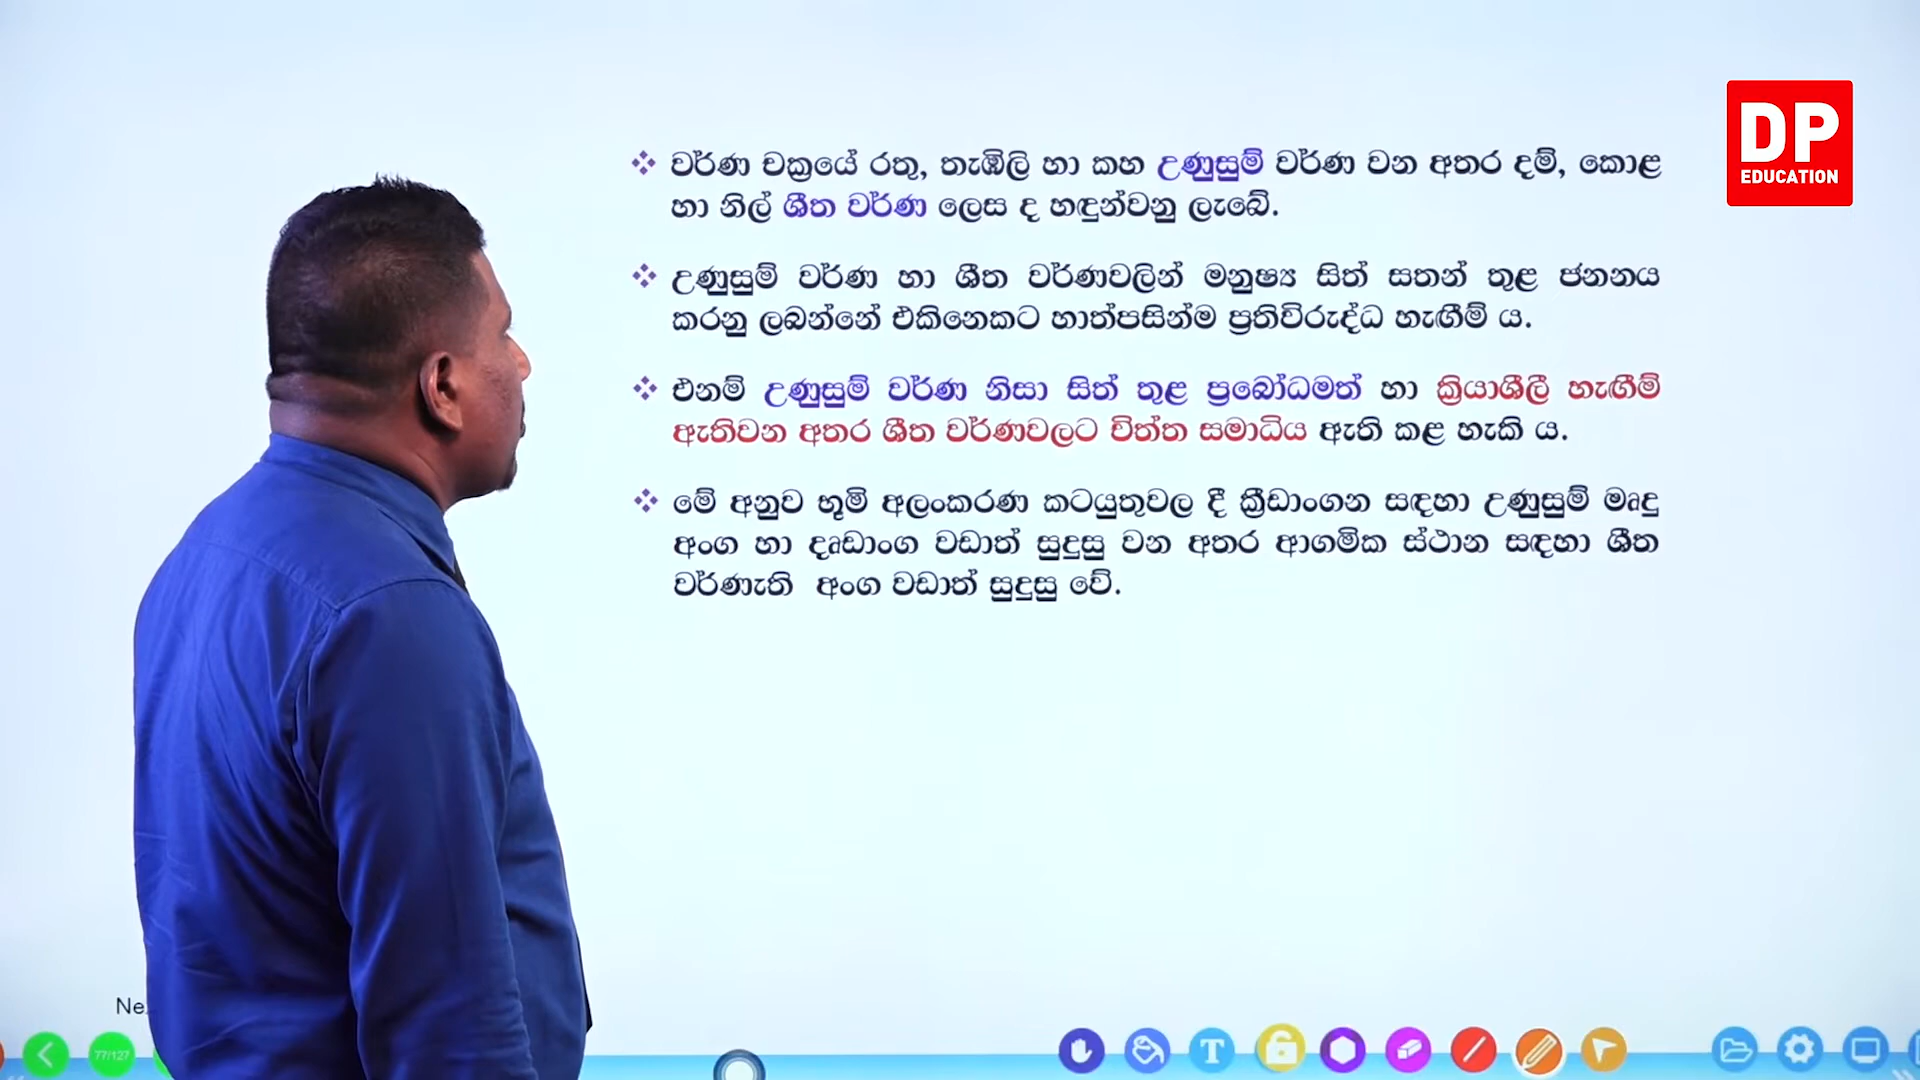 DP
EDUCATION
❖ වර්ණ චක්‍රයේ රතු, තැඹිලි හා කහ උණුසුම් වර්ණ වන අතර දම්, කොළ
හා නිල් ශීත වර්ණ ලෙස ද හඳුන්වනු ලැබේ.
❖ උණුසුම් වර්ණ හා ශීත වර්ණවලින් මනුෂ්‍ය සිත් සතන් තුළ ජනනය
කරනු ලබන්නේ එකිනෙකට හාත්පසින්ම ප්‍රතිවිරුද්ධ හැඟීම් ය.
❖ එනම් උණුසුම් වර්ණ නිසා සිත් තුළ ප්‍රබෝධමත් හා ක්‍රියාශීලී හැඟීම්
ඇතිවන අතර ශීත වර්ණවලට චිත්ත සමාධිය ඇති කළ හැකි ය.
❖ මේ අනුව භූමි අලංකරණ කටයුතුවල දී ක්‍රීඩාංගන සඳහා උණුසුම් මෘදු
අංග හා දෘඩාංග වඩාත් සුදුසු වන අතර ආගමික ස්ථාන සඳහා ශීත
වර්ණැති අංග වඩාත් සුදුසු වේ.
77/127
T